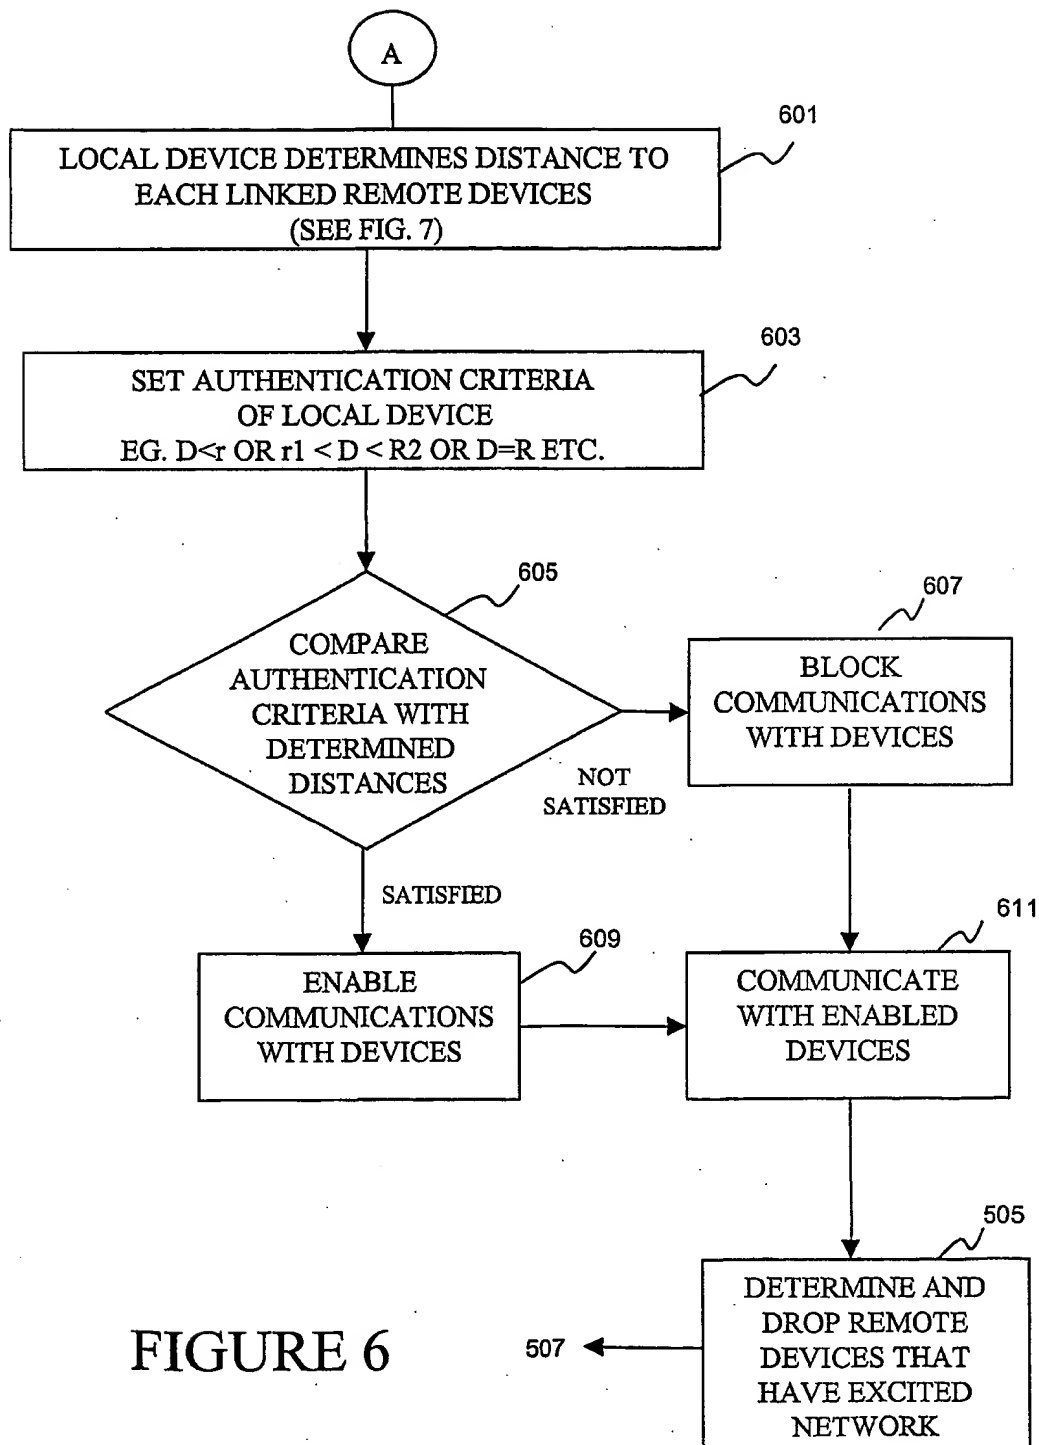 A
601
LOCAL DEVICE DETERMINES DISTANCE TO
EACH LINKED REMOTE DEVICES
(SEE FIG. 7)
603
SET AUTHENTICATION CRITERIA
OF LOCAL DEVICE
EG. D<r OR r1 < D < R2 OR D=R ETC.
605
COMPARE
AUTHENTICATION
CRITERIA WITH
DETERMINED
DISTANCES
NOT
SATISFIED
607
BLOCK
COMMUNICATIONS
WITH DEVICES
SATISFIED
609
ENABLE
COMMUNICATIONS
WITH DEVICES
611
COMMUNICATE
WITH ENABLED
DEVICES
505
DETERMINE AND
DROP REMOTE
DEVICES THAT
HAVE EXCITED
NETWORK
507
FIGURE 6